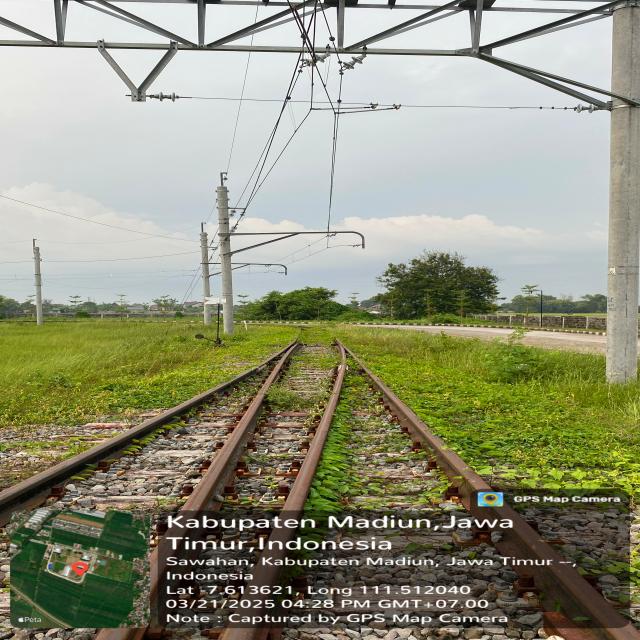 GPS Map Camera
Kabupaten Madiun,Jawa
Timur,Indonesia
Sawahan, Kabupaten Madiun, Jawa Timur --,
Indonesia
Lat -7.613621, Long 111.512040
03/21/2025 04:28 PM GMT+07.00
Note : Captured by GPS Map Camera
Peta